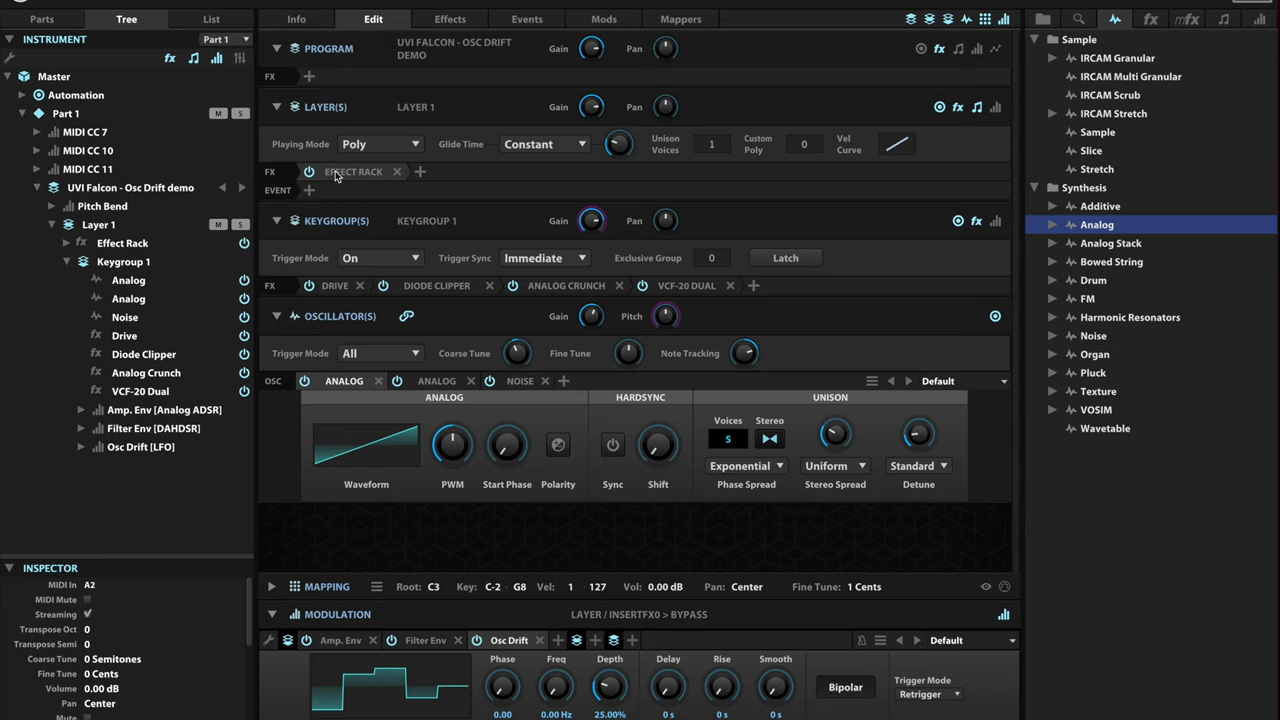 Parts Tree List
INSTRUMENT Part 1
Master
Automation
Part 1 M S
MIDI CC 7
MIDI CC 10
MIDI CC 11
UVI Falcon - Osc Drift demo
Pitch Bend
Layer 1 M S
fx Effect Rack
Keygroup 1
Analog
Analog
Noise
fx Drive
fx Diode Clipper
fx Analog Crunch
fx VCF-20 Dual
Amp. Env [Analog ADSR]
Filter Env [DAHDSR]
Osc Drift [LFO]
INSPECTOR
MIDI In A2
MIDI Mute
Streaming
Transpose Oct 0
Transpose Semi 0
Coarse Tune 0 Semitones
Fine Tune 0 Cents
Volume 0.00 dB
Pan Center
Mute
Info Edit Effects Events Mods Mappers
PROGRAM UVI FALCON - OSC DRIFT DEMO Gain Pan fx
FX
LAYER(S) LAYER 1 Gain Pan fx
Playing Mode Poly Glide Time Constant Unison Voices 1 Custom Poly 0 Vel Curve
FX EFFECT RACK
EVENT
KEYGROUP(S) KEYGROUP 1 Gain Pan fx
Trigger Mode On Trigger Sync Immediate Exclusive Group 0 Latch
FX DRIVE DIODE CLIPPER ANALOG CRUNCH VCF-20 DUAL
OSCILLATOR(S) Gain Pitch
Trigger Mode All Coarse Tune Fine Tune Note Tracking
OSC ANALOG ANALOG NOISE Default
ANALOG HARDSYNC UNISON
Voices Stereo
5
Exponential Uniform Standard
Waveform PWM Start Phase Polarity Sync Shift Phase Spread Stereo Spread Detune
MAPPING Root: C3 Key: C-2 G8 Vel: 1 127 Vol: 0.00 dB Pan: Center Fine Tune: 1 Cents
MODULATION LAYER / INSERTFX0 > BYPASS
Amp. Env Filter Env Osc Drift Default
Phase Freq Depth Delay Rise Smooth
Bipolar
Trigger Mode
Retrigger
0.00 0.00 Hz 25.00% 0 s 0 s 0 s
fx mfx
Sample
IRCAM Granular
IRCAM Multi Granular
IRCAM Scrub
IRCAM Stretch
Sample
Slice
Stretch
Synthesis
Additive
Analog
Analog Stack
Bowed String
Drum
FM
Harmonic Resonators
Noise
Organ
Pluck
Texture
VOSIM
Wavetable